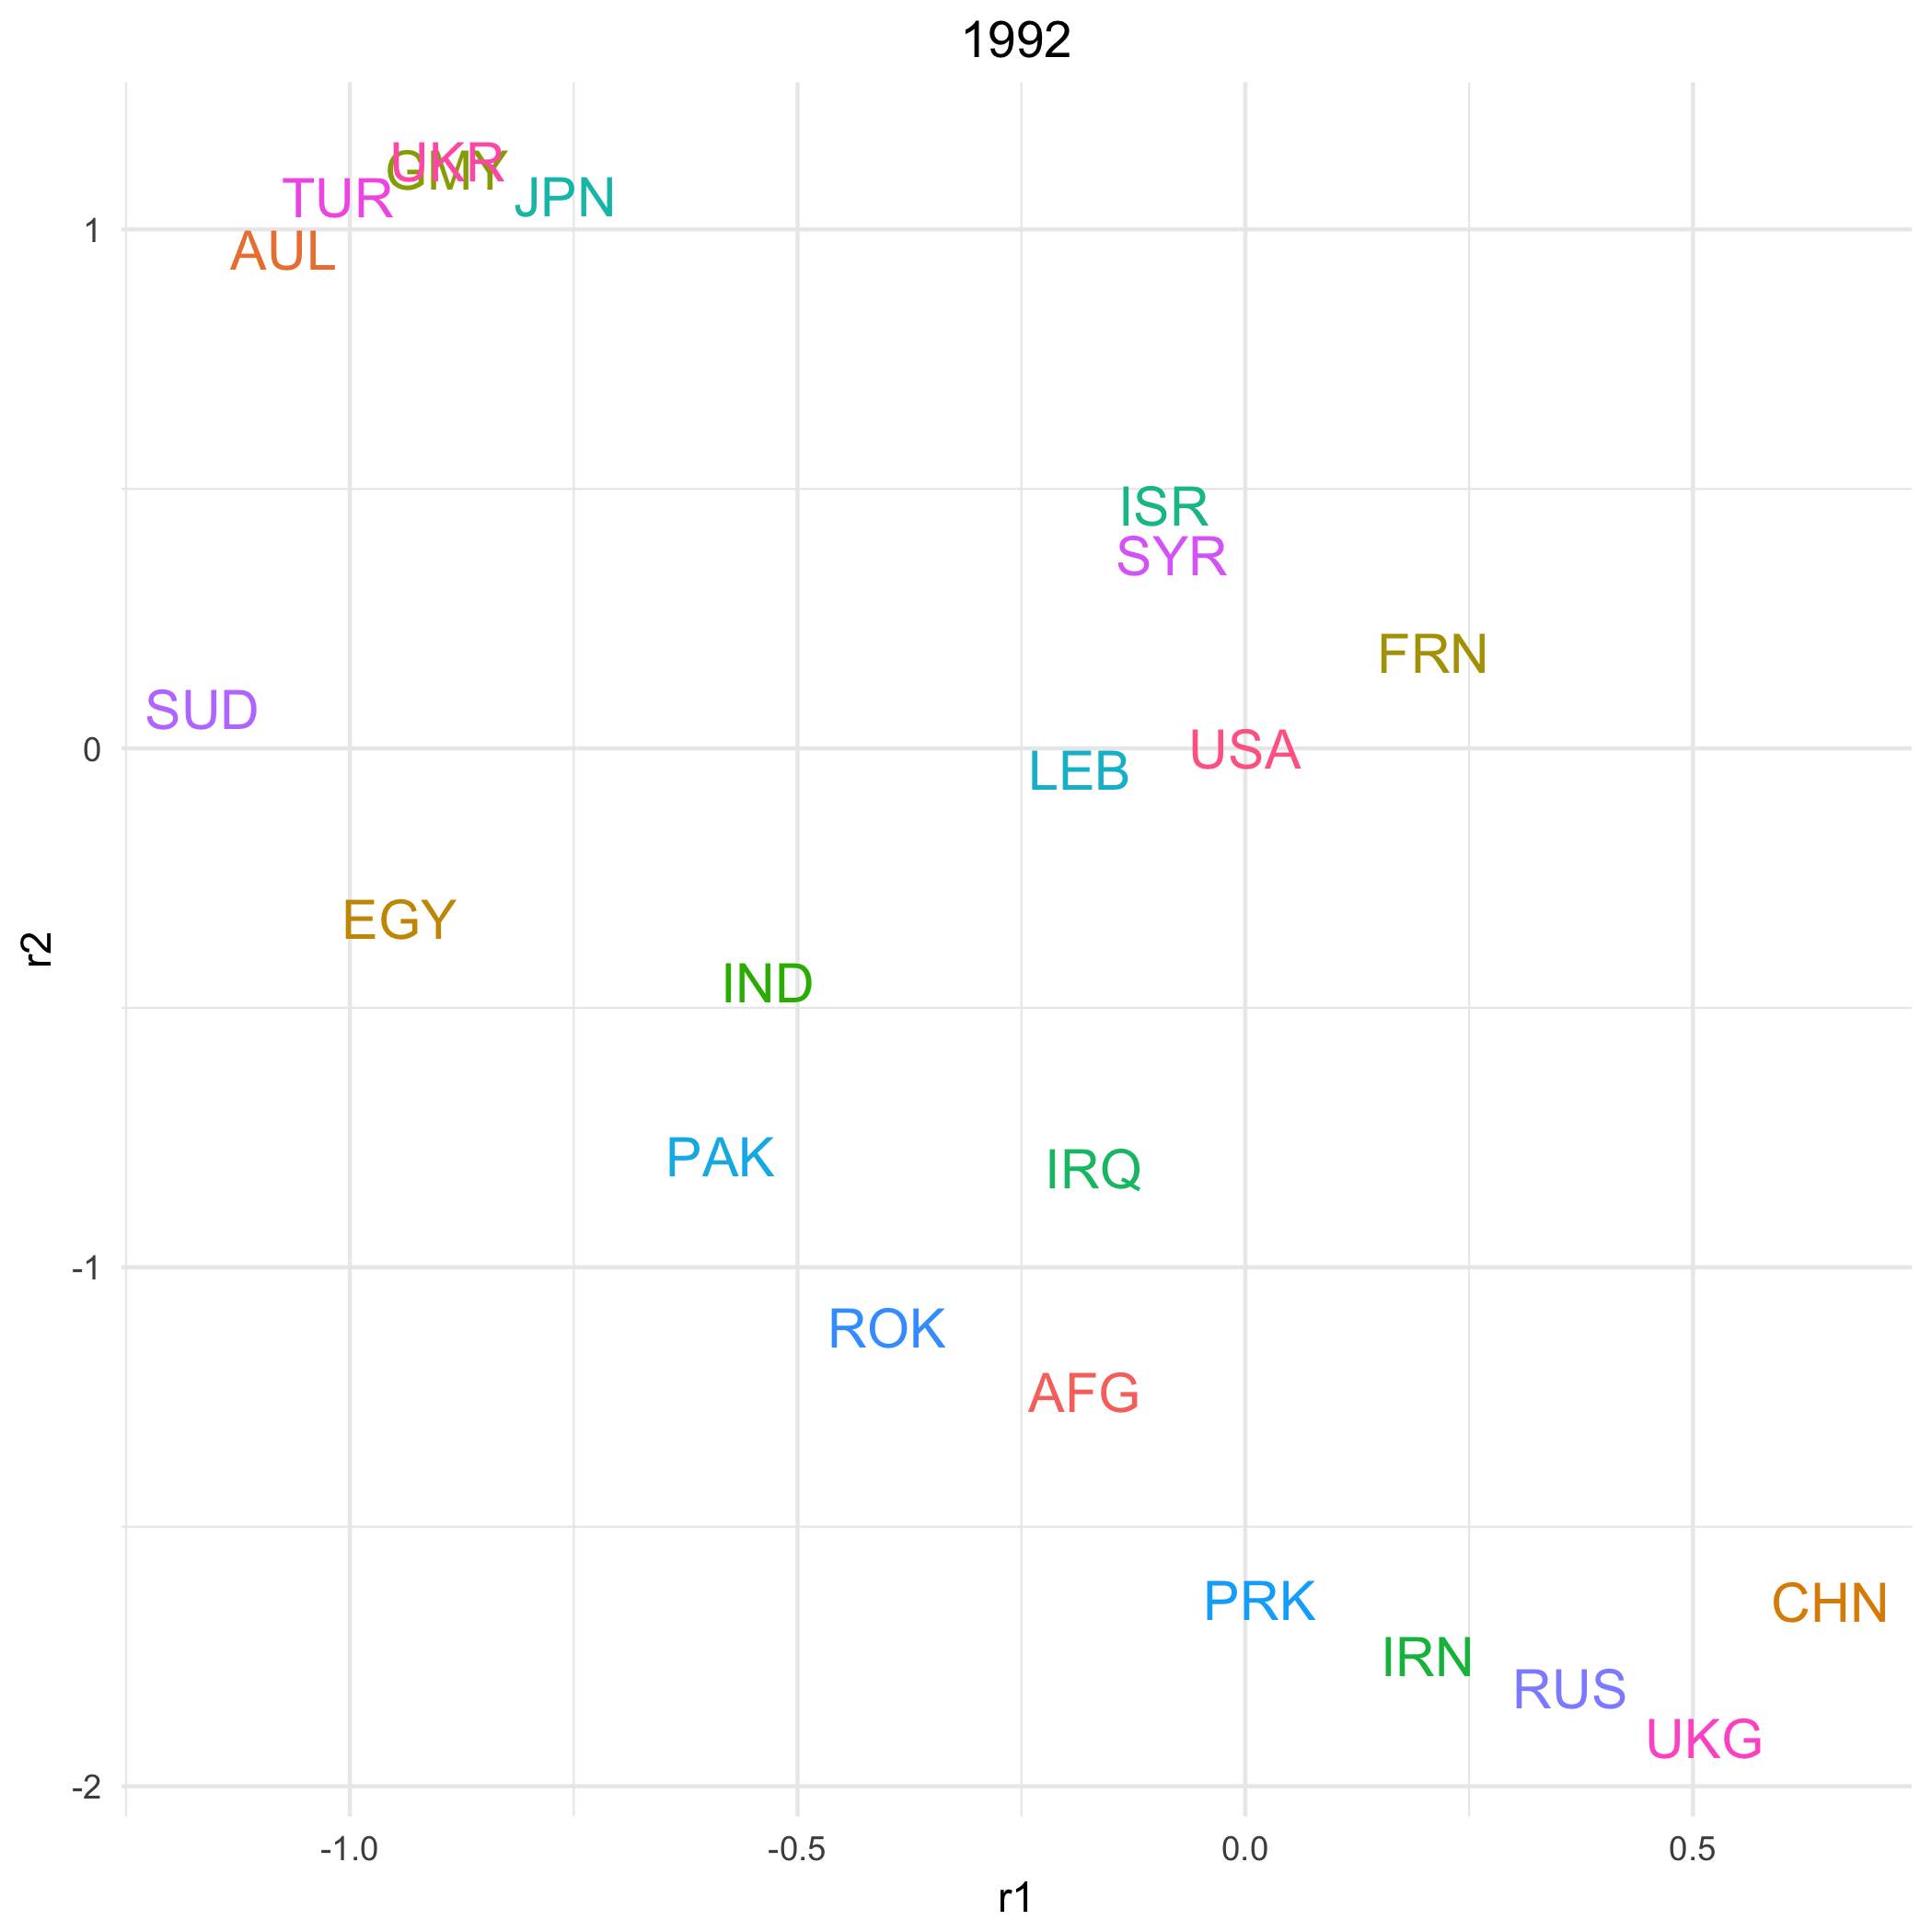 1992
UKR
GMY
TUR
JPN
1
AUL
ISR
SYR
FRN
SUD
0
USA
LEB
EGY
r2
IND
PAK
IRQ
-1
ROK
AFG
PRK
CHN
IRN
RUS
UKG
-2
-1.0 -0.5 0.0 0.5
r1